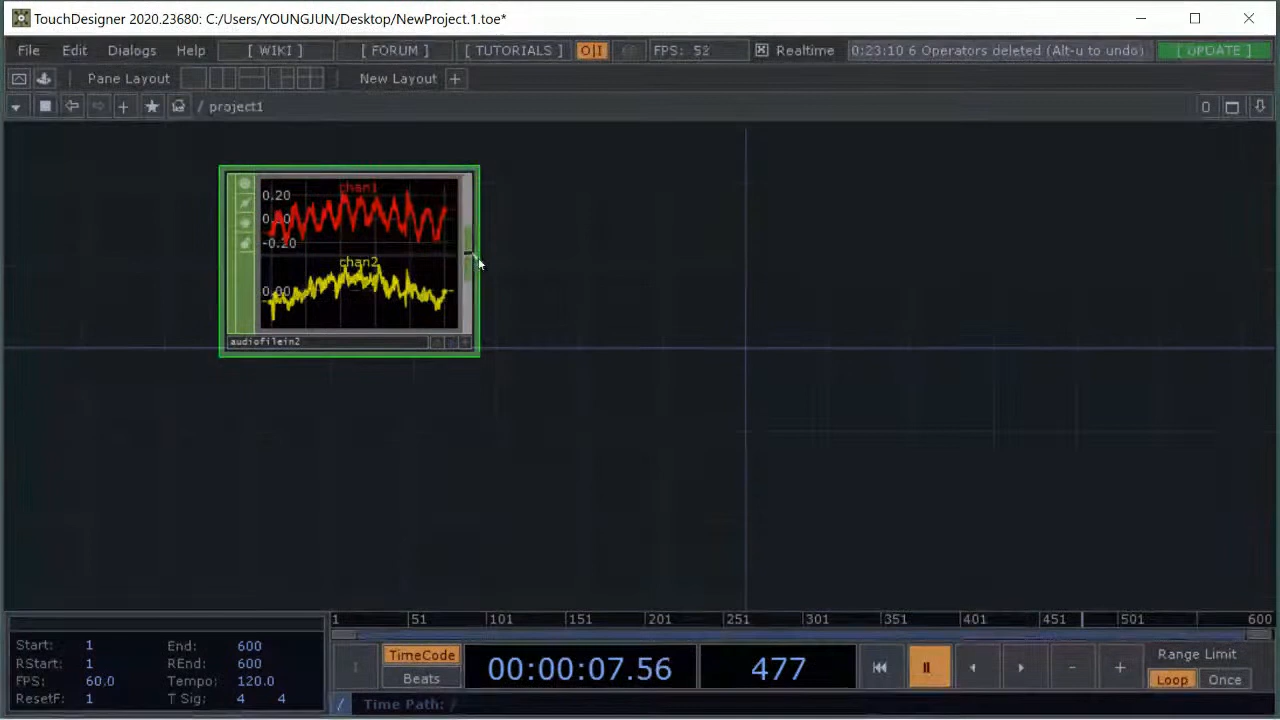 TouchDesigner 2020.23680: C:/Users/YOUNGJUN/Desktop/NewProject.1.toe*
File Edit Dialogs Help [ WIKI ] [ FORUM ] [ TUTORIALS ] O|I FPS: 52 Realtime 0:23:10 6 Operators deleted (Alt-u to undo) [ UPDATE ]
Pane Layout New Layout +
/ project1 0
chan1
0.20
0.00
-0.20
chan2
0.00
audiofilein2
1 51 101 151 201 251 301 351 401 451 501 600
Start: 1 End: 600
RStart: 1 REnd: 600
FPS: 60.0 Tempo: 120.0
ResetF: 1 T Sig: 4 4
TimeCode
Beats
00:00:07.56 477
Range Limit
Loop Once
/ Time Path: /